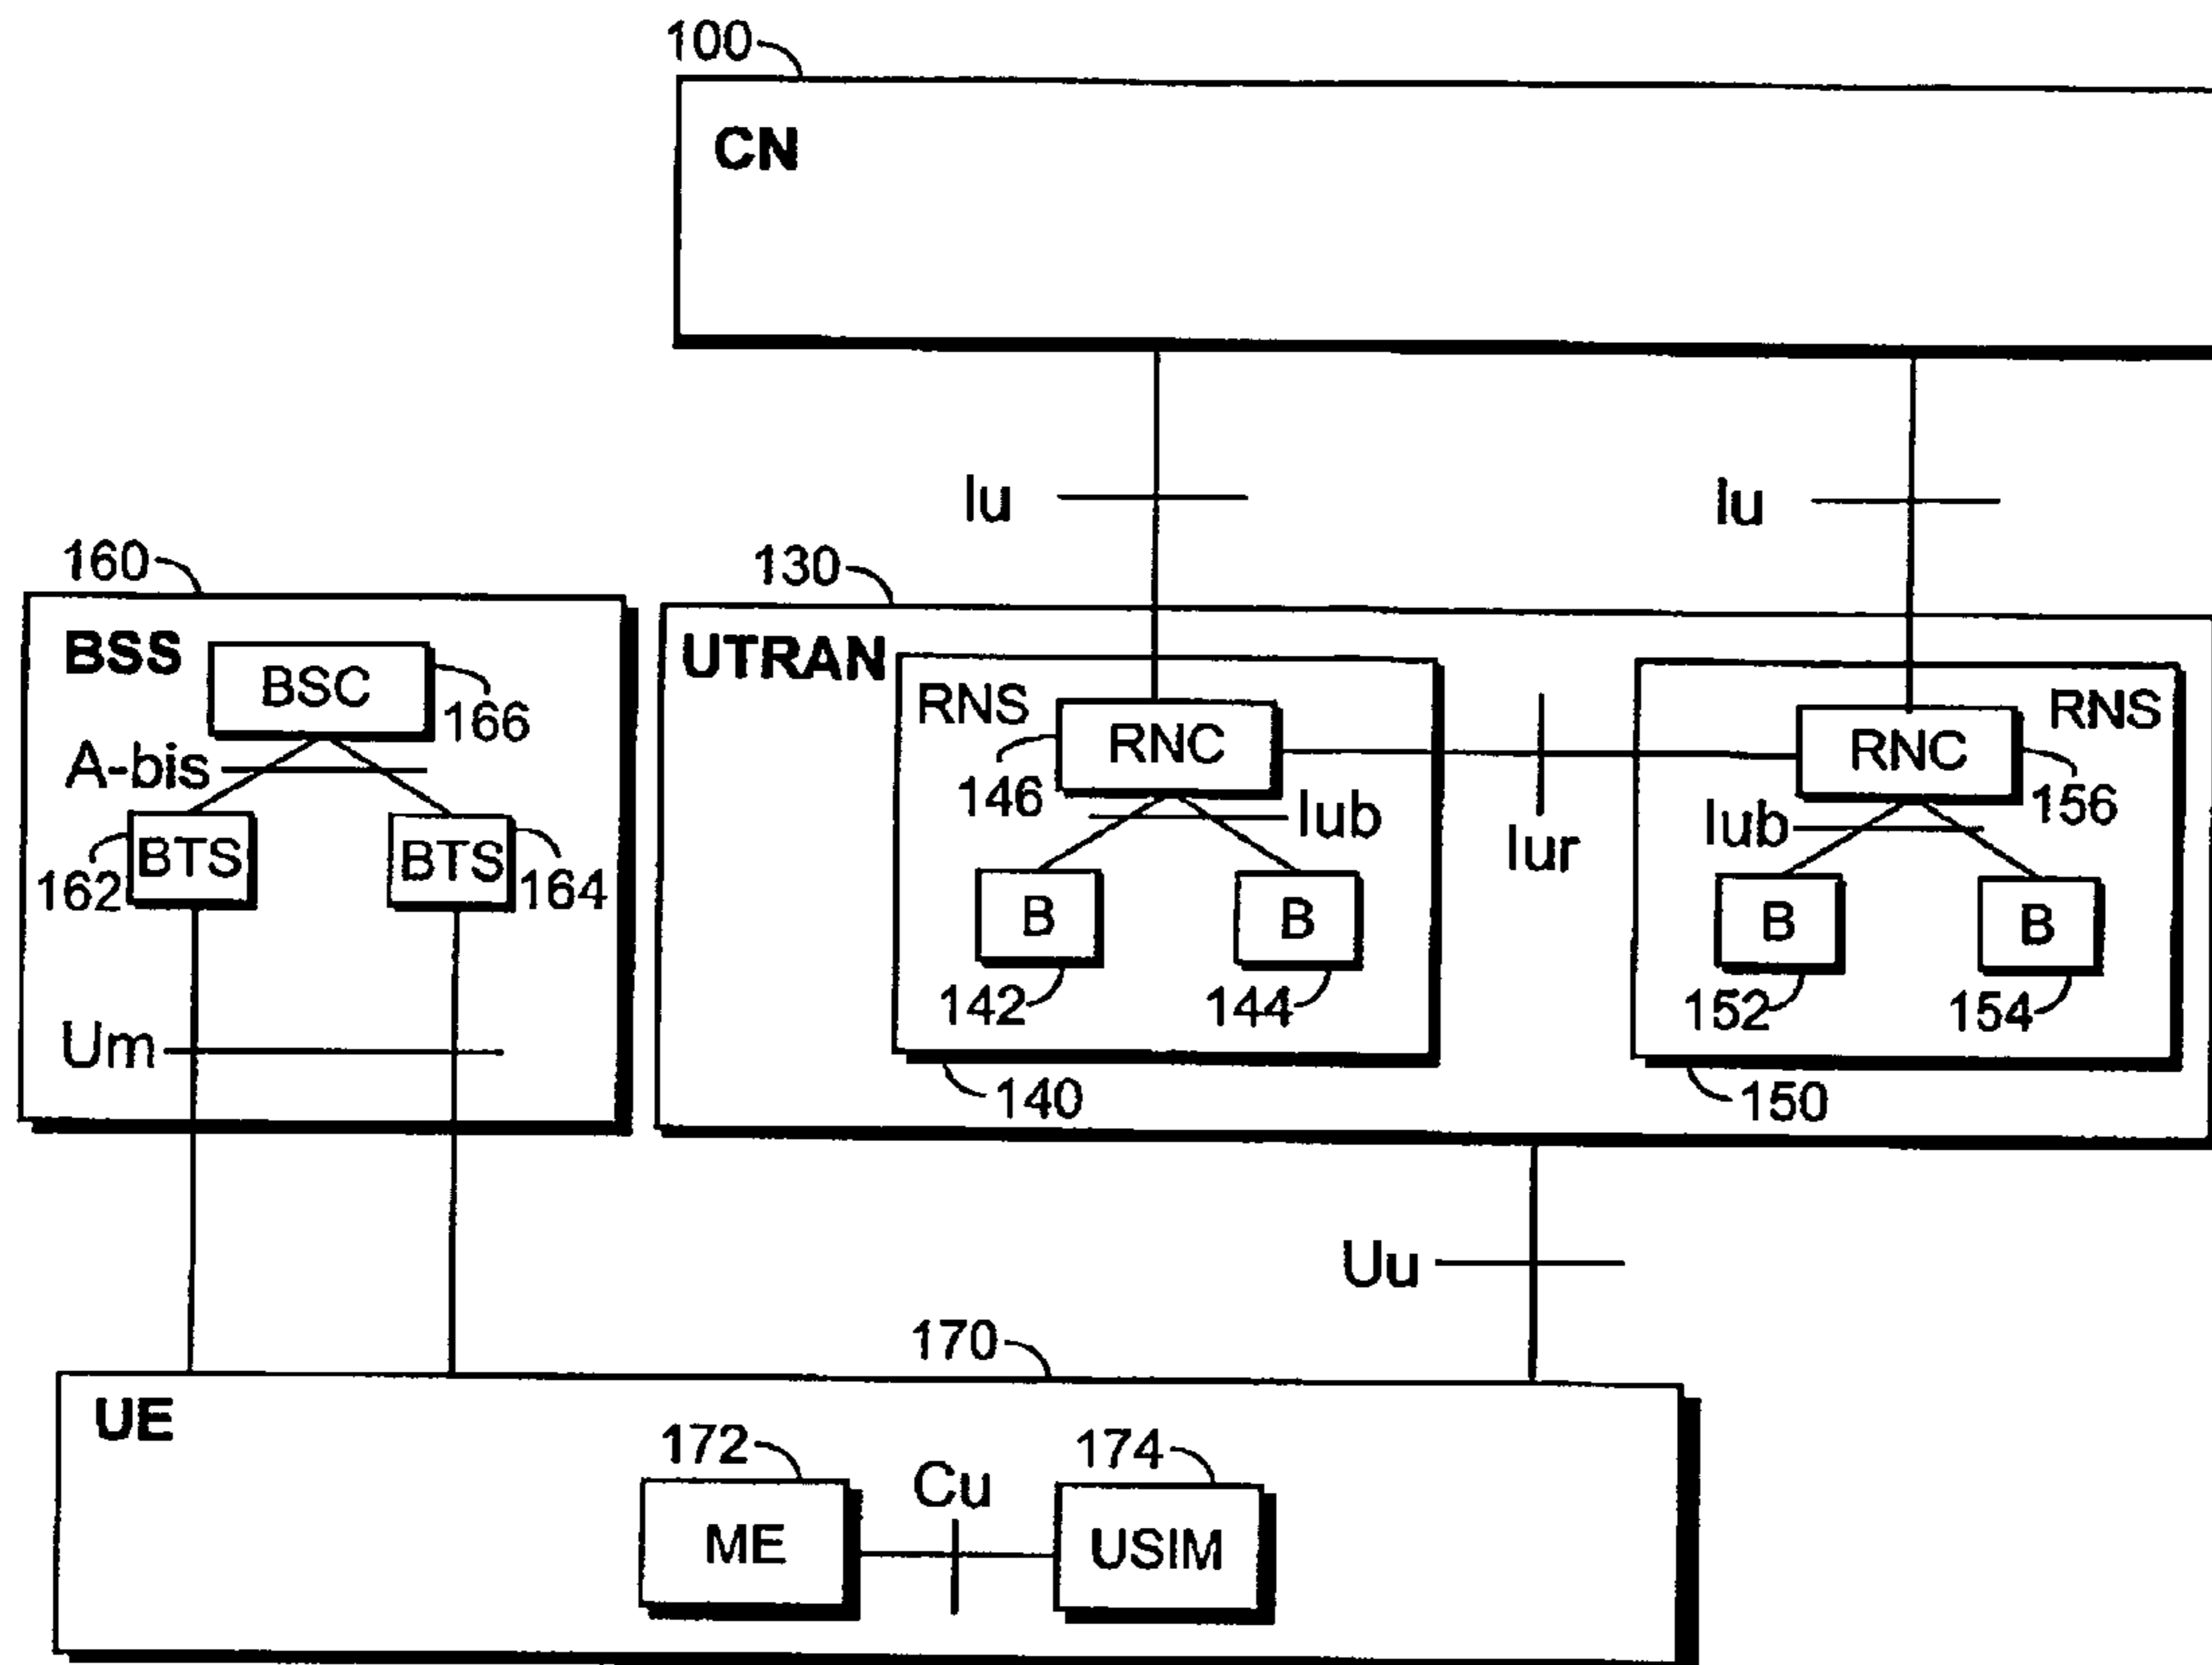 100
CN
Iu
Iu
160
130
BSS
BSC
166
A-bis
BTS
162
BTS
164
Um
UTRAN
RNS
RNC
146
Iub
B
142
B
144
140
Iur
RNS
RNC
156
Iub
B
152
B
154
150
Uu
170
UE
172
ME
Cu
174
USIM